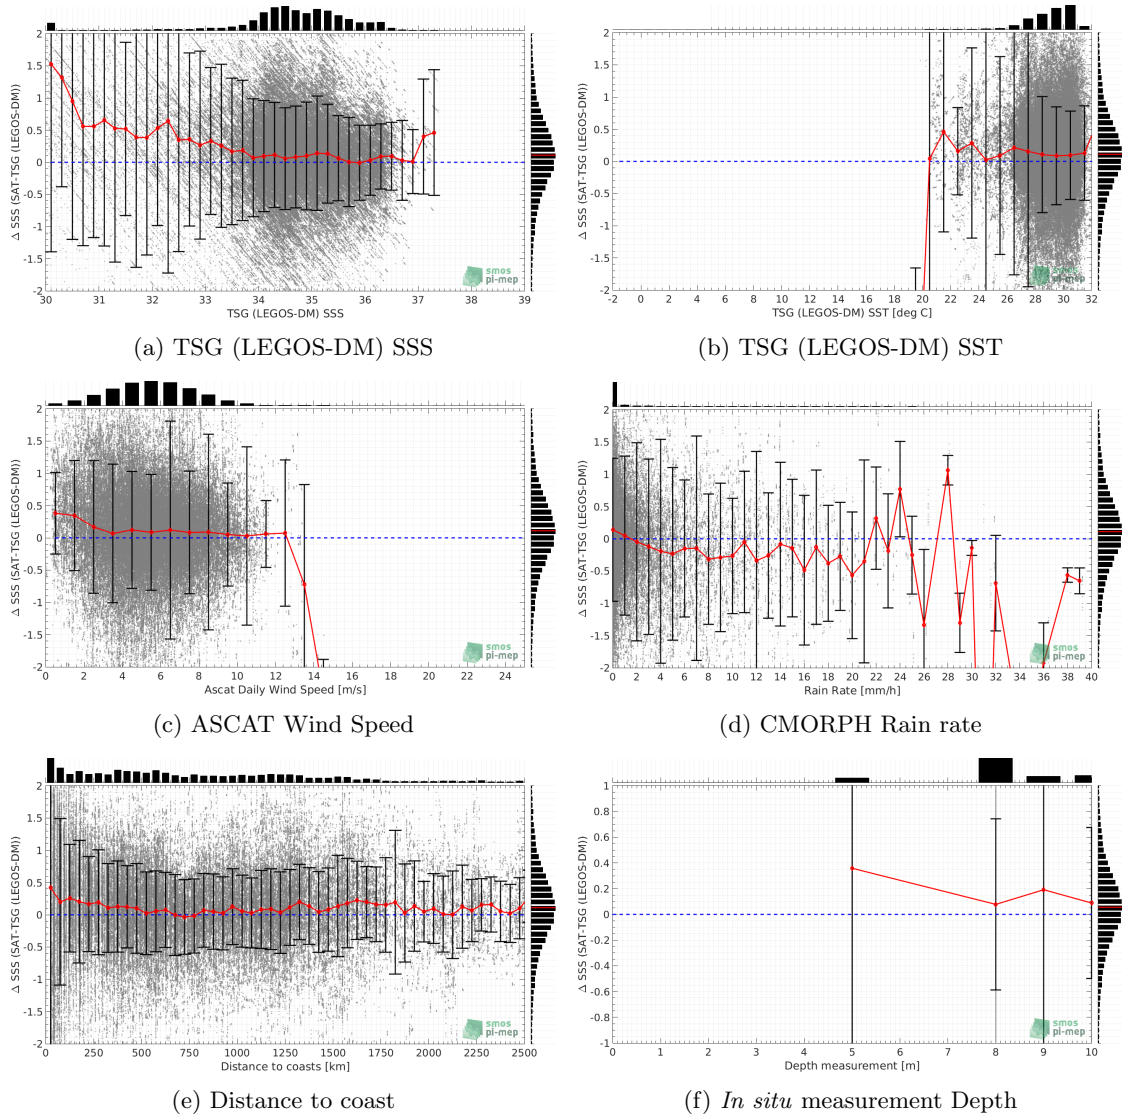 2
1.5
1
0.5
0
-0.5
-1
-1.5
-2
Δ SSS (SAT-TSG (LEGOS-DM))
30 31 32 33 34 35 36 37 38 39
TSG (LEGOS-DM) SSS
smos
pi-mep
(a) TSG (LEGOS-DM) SSS
2
1.5
1
0.5
0
-0.5
-1
-1.5
-2
Δ SSS (SAT-TSG (LEGOS-DM))
-2 0 2 4 6 8 10 12 14 16 18 20 22 24 26 28 30 32
TSG (LEGOS-DM) SST [deg C]
smos
pi-mep
(b) TSG (LEGOS-DM) SST
2
1.5
1
0.5
0
-0.5
-1
-1.5
-2
Δ SSS (SAT-TSG (LEGOS-DM))
0 2 4 6 8 10 12 14 16 18 20 22 24
Ascat Daily Wind Speed [m/s]
smos
pi-mep
(c) ASCAT Wind Speed
2
1.5
1
0.5
0
-0.5
-1
-1.5
-2
Δ SSS (SAT-TSG (LEGOS-DM))
0 2 4 6 8 10 12 14 16 18 20 22 24 26 28 30 32 34 36 38 40
Rain Rate [mm/h]
smos
pi-mep
(d) CMORPH Rain rate
2
1.5
1
0.5
0
-0.5
-1
-1.5
-2
Δ SSS (SAT-TSG (LEGOS-DM))
0 250 500 750 1000 1250 1500 1750 2000 2250 2500
Distance to coasts [km]
smos
pi-mep
(e) Distance to coast
1
0.8
0.6
0.4
0.2
0
-0.2
-0.4
-0.6
-0.8
-1
Δ SSS (SAT-TSG (LEGOS-DM))
0 1 2 3 4 5 6 7 8 9 10
Depth measurement [m]
smos
pi-mep
(f) In situ measurement Depth